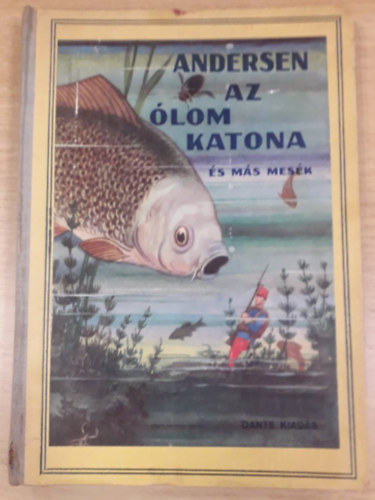 ANDERSEN
AZ
ÓLOM
KATONA
ÉS MÁS MESÉK
DANTE KIADÁS